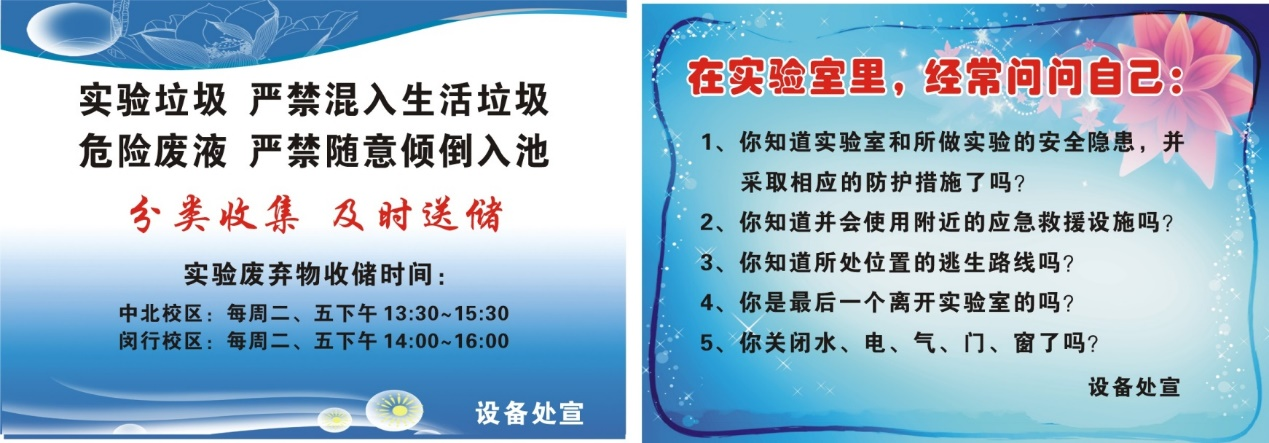 实验垃圾 严禁混入生活垃圾
危险废液 严禁随意倾倒入池
分类收集 及时送储
实验废弃物收储时间：
中北校区：每周二、五下午 13:30~15:30
闵行校区：每周二、五下午 14:00~16:00
设备处宣
在实验室里，经常问问自己：
1、你知道实验室和所做实验的安全隐患，并
采取相应的防护措施了吗？
2、你知道并会使用附近的应急救援设施吗？
3、你知道所处位置的逃生路线吗？
4、你是最后一个离开实验室的吗？
5、你关闭水、电、气、门、窗了吗？
设备处宣